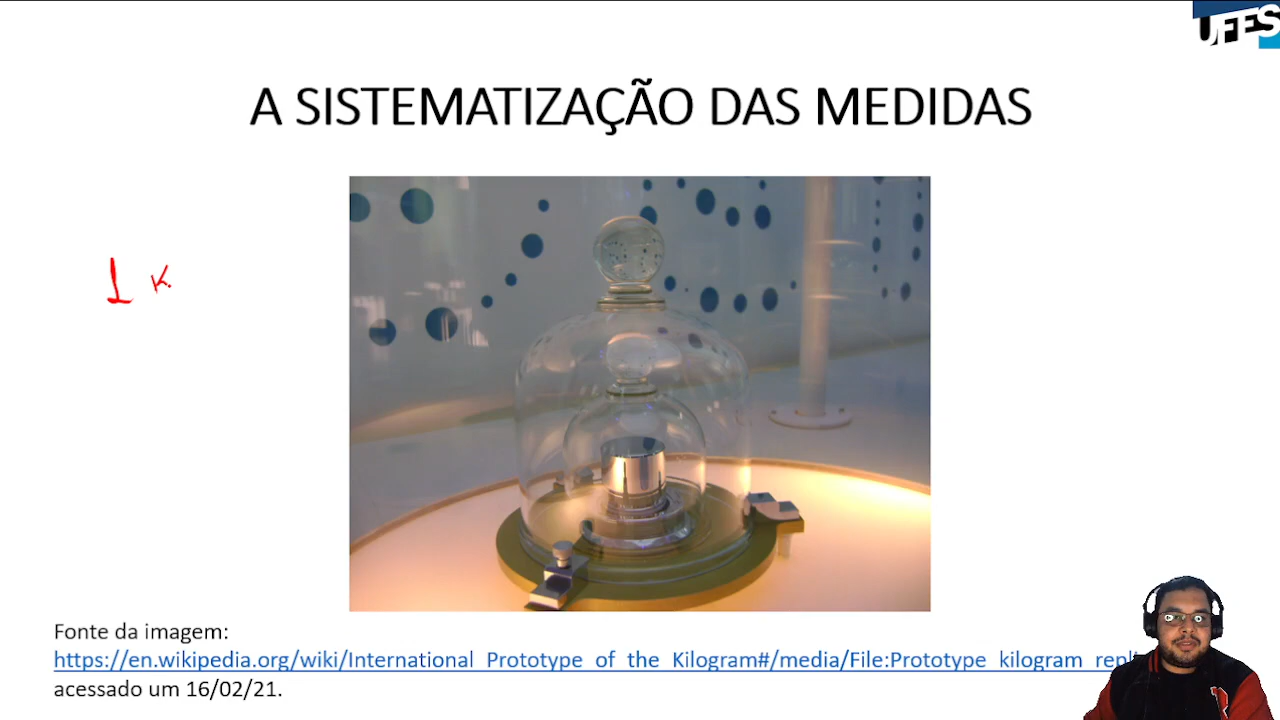 UFES
A SISTEMATIZAÇÃO DAS MEDIDAS
1 K
Fonte da imagem:
https://en.wikipedia.org/wiki/International_Prototype_of_the_Kilogram#/media/File:Prototype_kilogram_repl
acessado um 16/02/21.